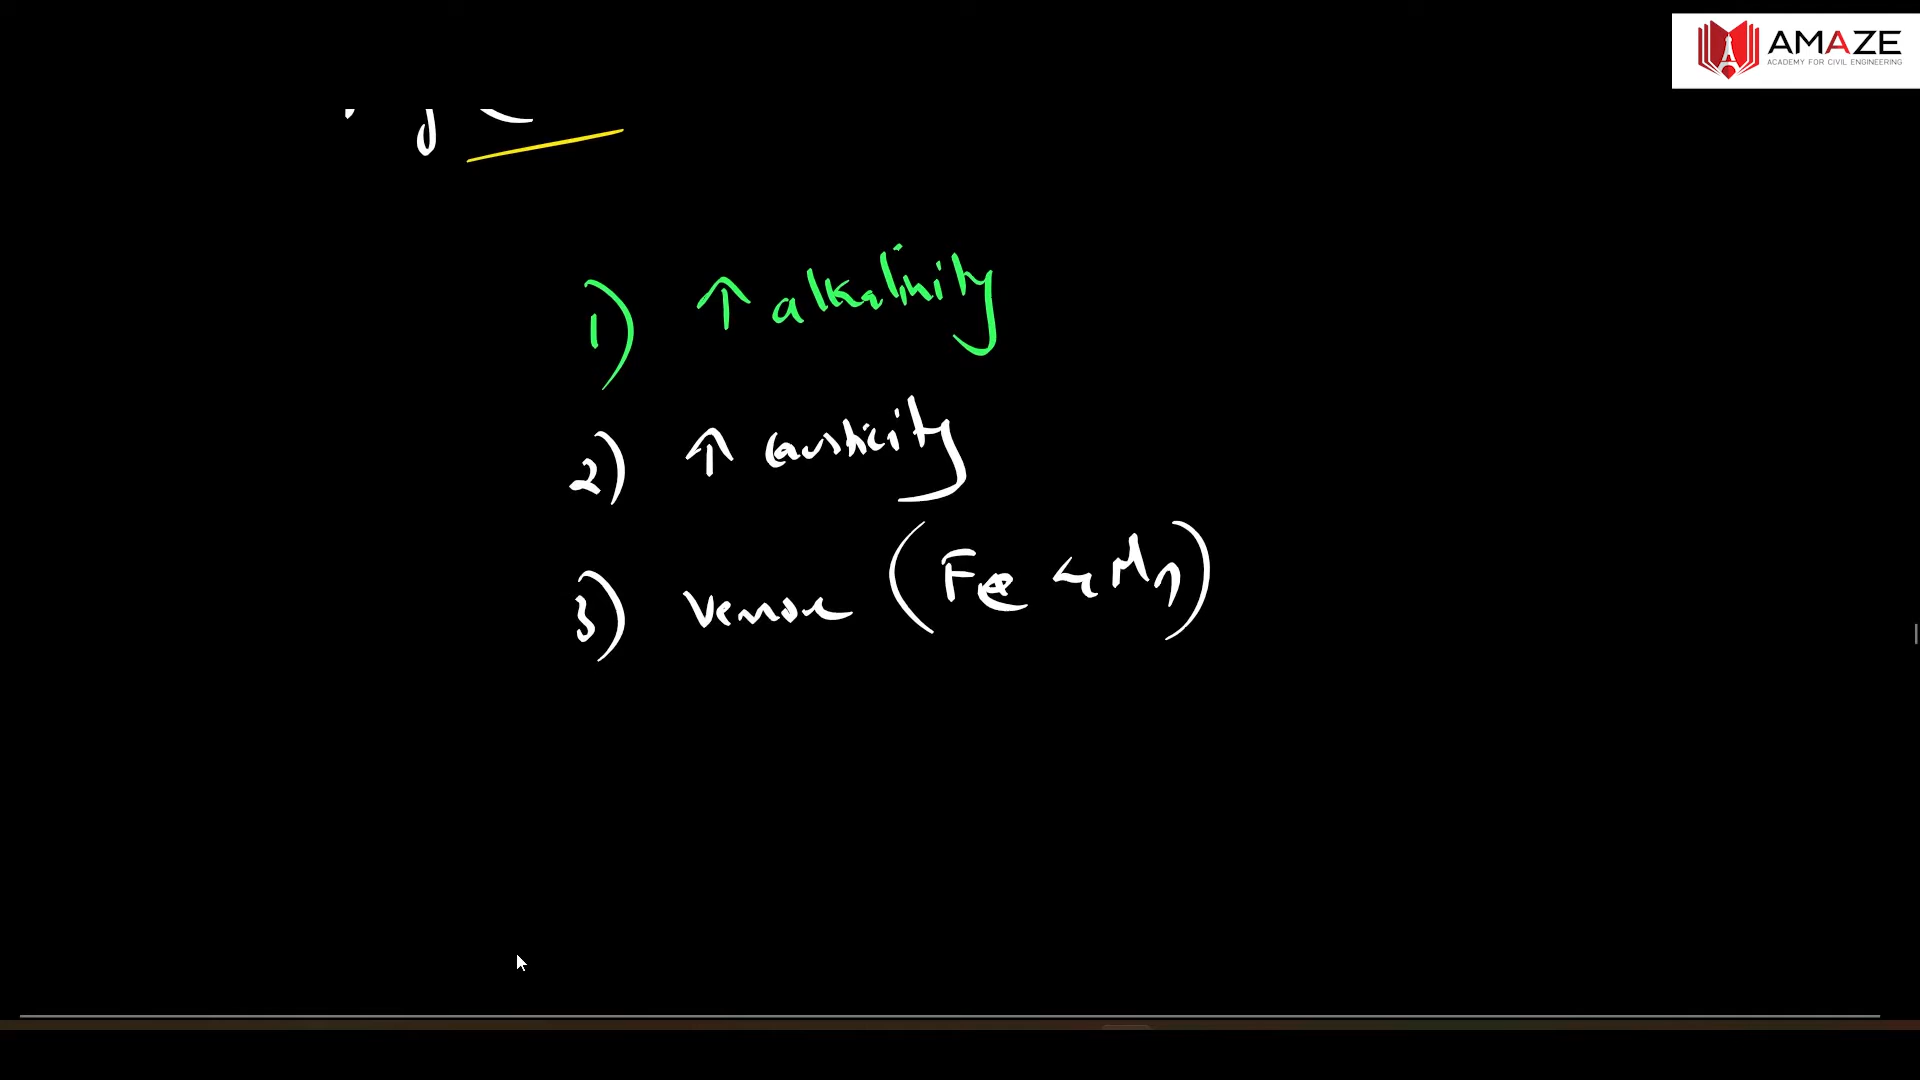 AMAZE
ACADEMY FOR CIVIL ENGINEERING
1) ↑ alkalinity
2) ↑ causticity
3) remove (Fe & Mn)